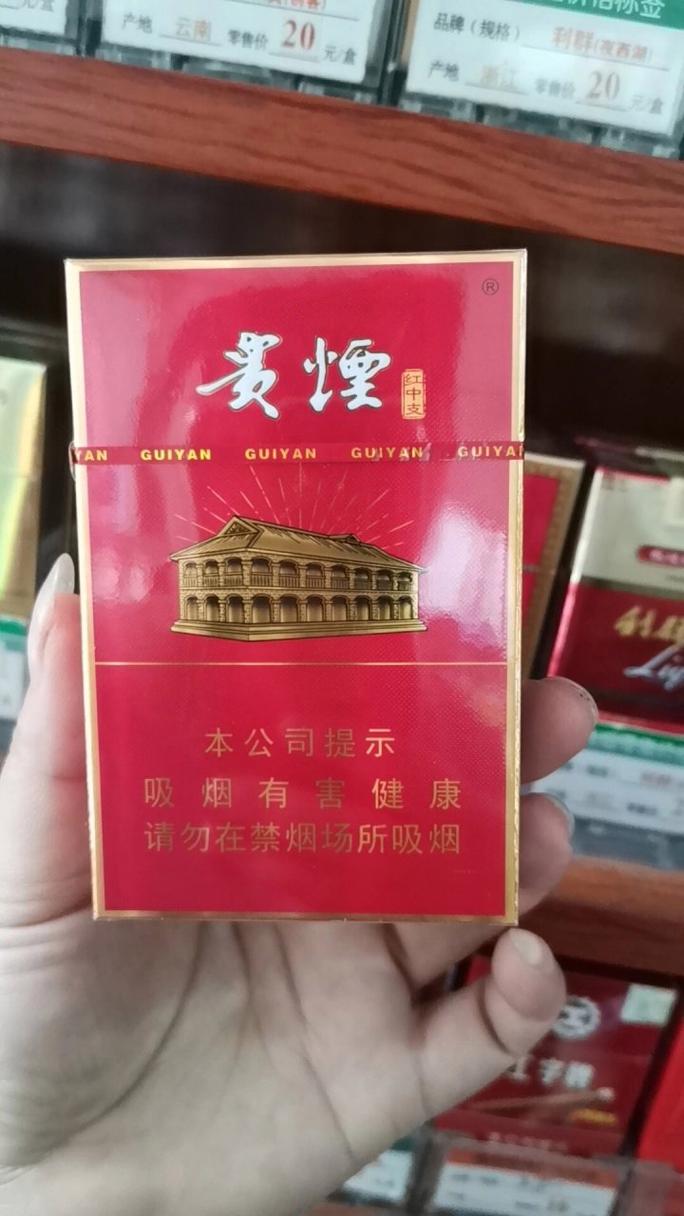 产地 云南 零售价 20 元/盒
品牌（规格） 利群(夜西湖)
产地 浙江 零售价 20 元/盒
®
贵煙
红中支
YAN GUIYAN GUIYAN GUIYAN GUIYAN
本公司提示
吸烟有害健康
请勿在禁烟场所吸烟